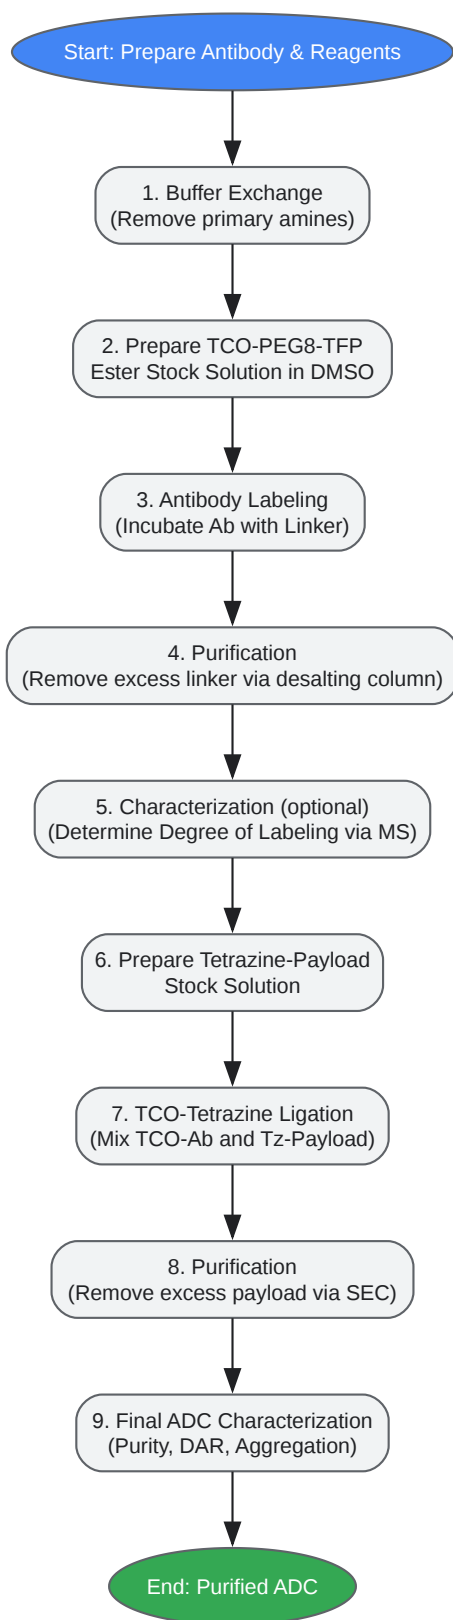 Start: Prepare Antibody & Reagents
1. Buffer Exchange
(Remove primary amines)
2. Prepare TCO-PEG8-TFP
Ester Stock Solution in DMSO
3. Antibody Labeling
(Incubate Ab with Linker)
4. Purification
(Remove excess linker via desalting column)
5. Characterization (optional)
(Determine Degree of Labeling via MS)
6. Prepare Tetrazine-Payload
Stock Solution
7. TCO-Tetrazine Ligation
(Mix TCO-Ab and Tz-Payload)
8. Purification
(Remove excess payload via SEC)
9. Final ADC Characterization
(Purity, DAR, Aggregation)
End: Purified ADC